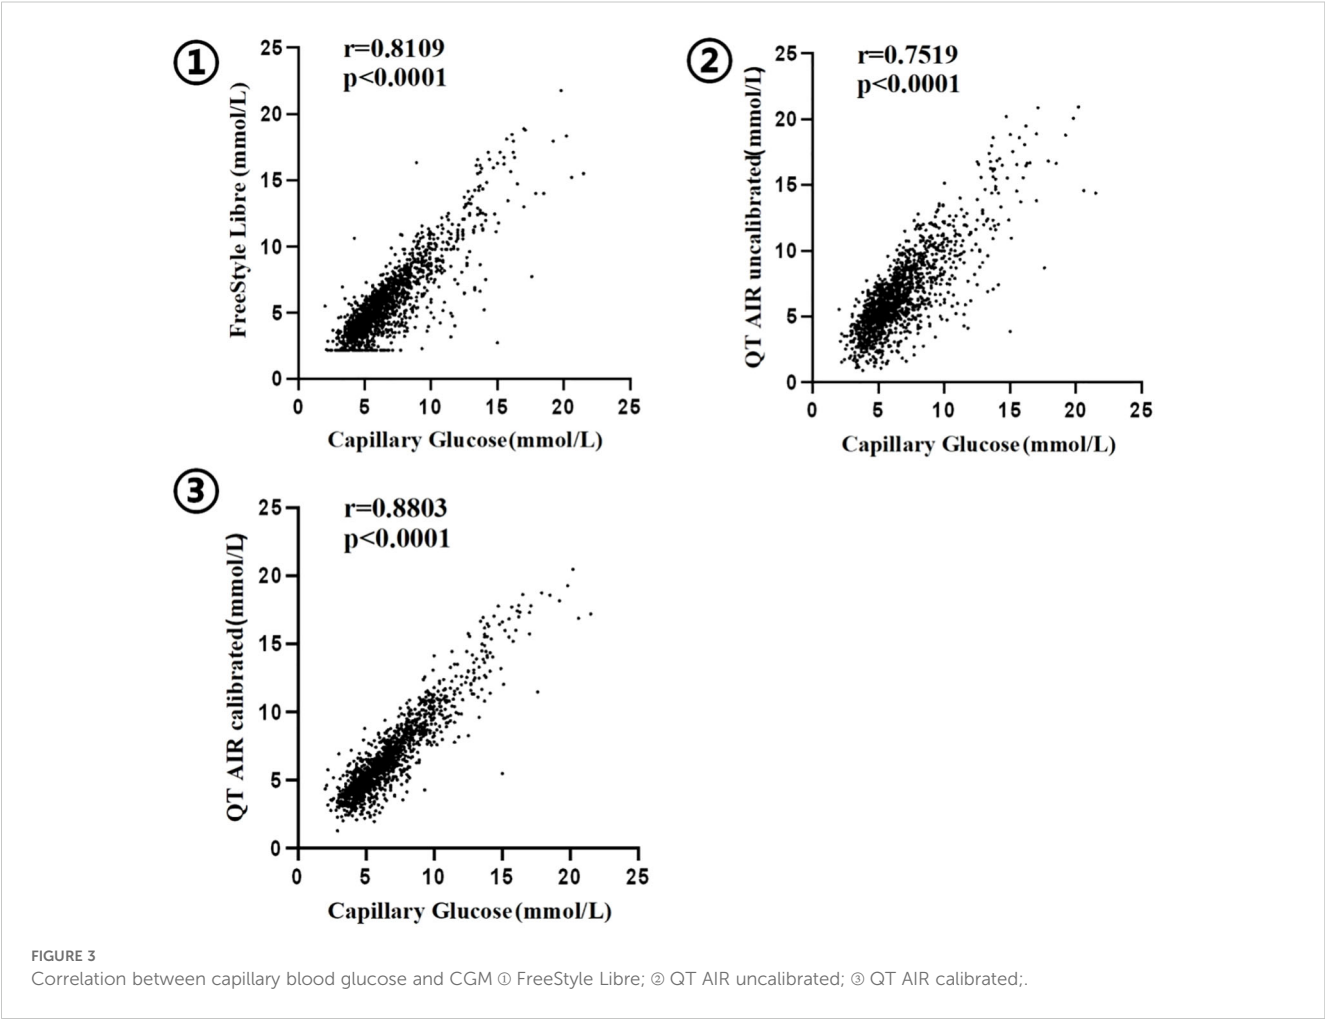 ①
r=0.8109
p<0.0001
FreeStyle Libre (mmol/L)
25
20
15
10
5
0
0 5 10 15 20 25
Capillary Glucose(mmol/L)
②
r=0.7519
p<0.0001
QT AIR uncalibrated(mmol/L)
25
20
15
10
5
0
0 5 10 15 20 25
Capillary Glucose(mmol/L)
③
r=0.8803
p<0.0001
QT AIR calibrated(mmol/L)
25
20
15
10
5
0
0 5 10 15 20 25
Capillary Glucose(mmol/L)
FIGURE 3
Correlation between capillary blood glucose and CGM ① FreeStyle Libre; ② QT AIR uncalibrated; ③ QT AIR calibrated;.